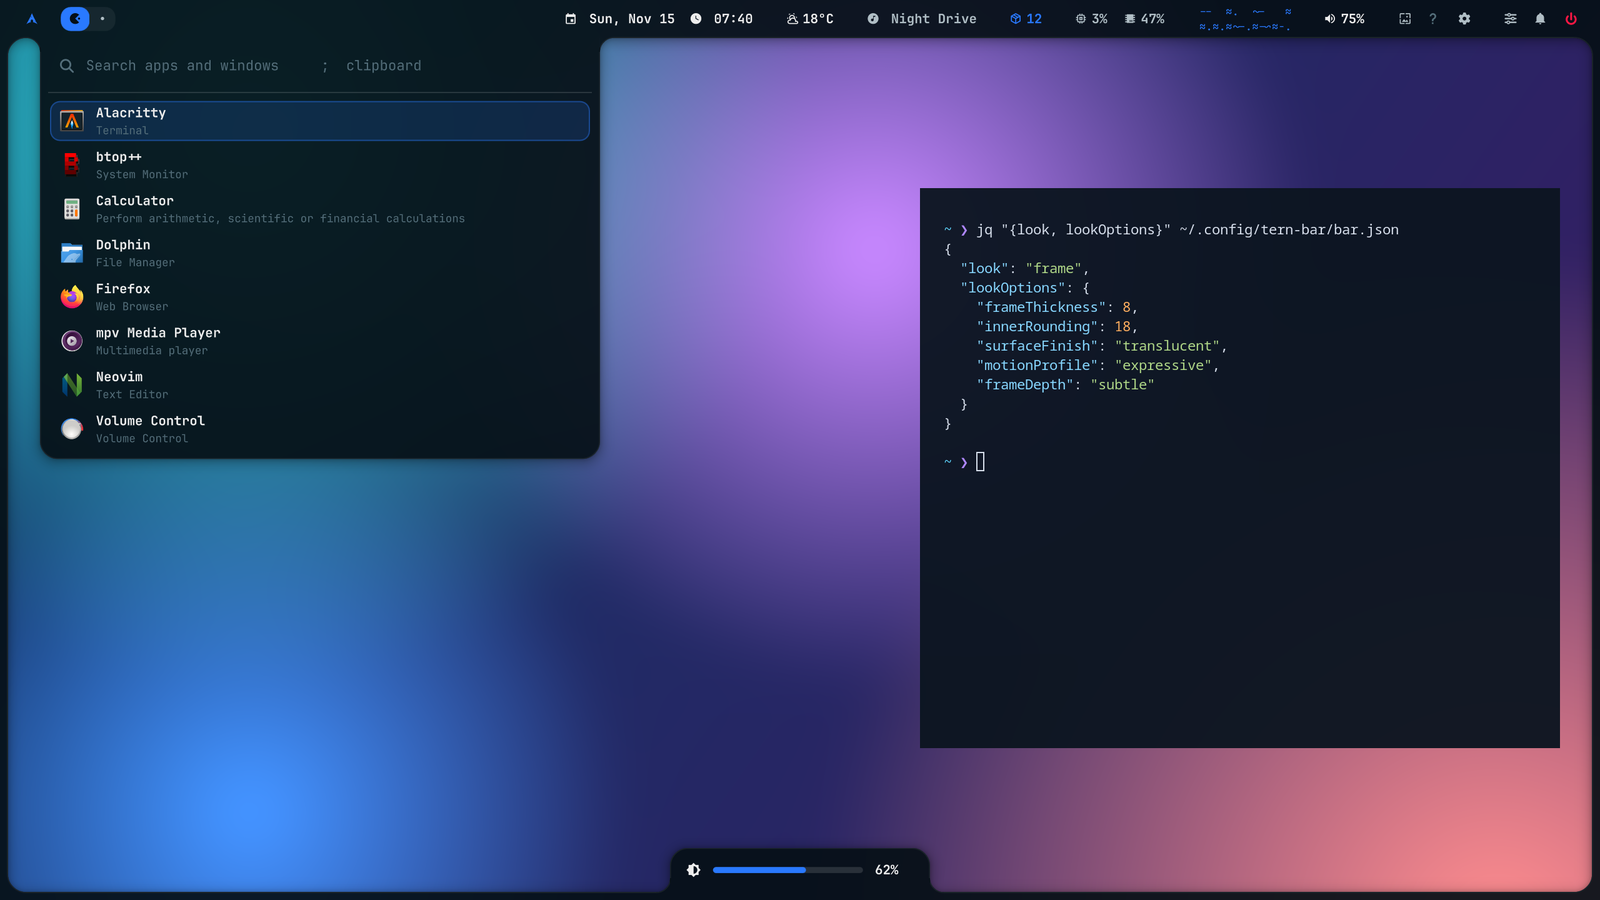 Sun, Nov 15 07:40 18°C Night Drive 12 3% 47% 75%
Search apps and windows ; clipboard
Alacritty
Terminal
btop++
System Monitor
Calculator
Perform arithmetic, scientific or financial calculations
Dolphin
File Manager
Firefox
Web Browser
mpv Media Player
Multimedia player
Neovim
Text Editor
Volume Control
Volume Control
~ ❯ jq "{look, lookOptions}" ~/.config/tern-bar/bar.json
{
"look": "frame",
"lookOptions": {
"frameThickness": 8,
"innerRounding": 18,
"surfaceFinish": "translucent",
"motionProfile": "expressive",
"frameDepth": "subtle"
}
}
~ ❯
62%